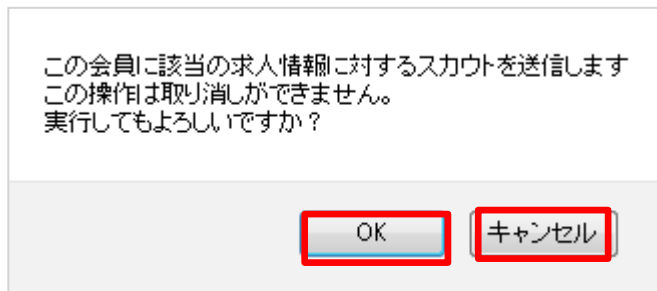 この会員に該当の求人情報に対するスカウトを送信します
この操作は取り消しができません。
実行してもよろしいですか？
OK
キャンセル